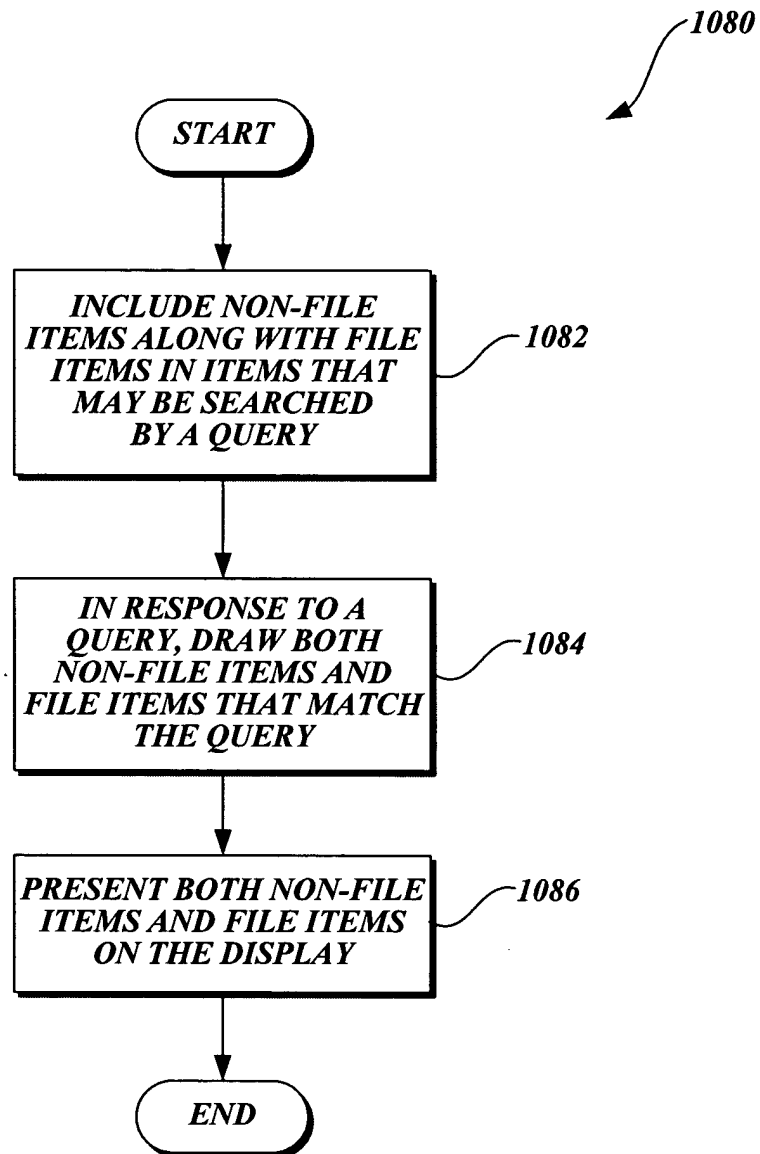 1080
START
INCLUDE NON-FILE
ITEMS ALONG WITH FILE
ITEMS IN ITEMS THAT
MAY BE SEARCHED
BY A QUERY
1082
IN RESPONSE TO A
QUERY, DRAW BOTH
NON-FILE ITEMS AND
FILE ITEMS THAT MATCH
THE QUERY
1084
PRESENT BOTH NON-FILE
ITEMS AND FILE ITEMS
ON THE DISPLAY
1086
END